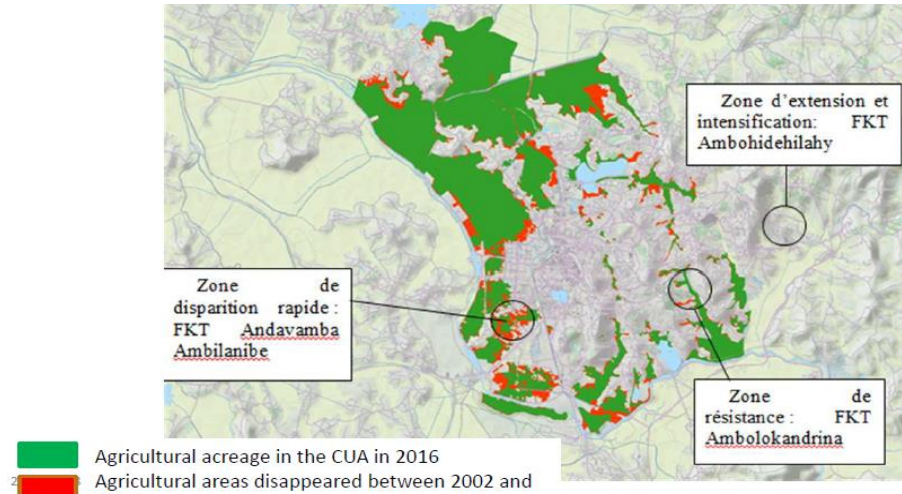 Zone d'extension et
intensification: FKT
Ambohidehilahy
Zone de
disparition rapide :
FKT Andavamba
Ambilanibe
Zone de
résistance : FKT
Ambolokandrina
Agricultural acreage in the CUA in 2016
Agricultural areas disappeared between 2002 and